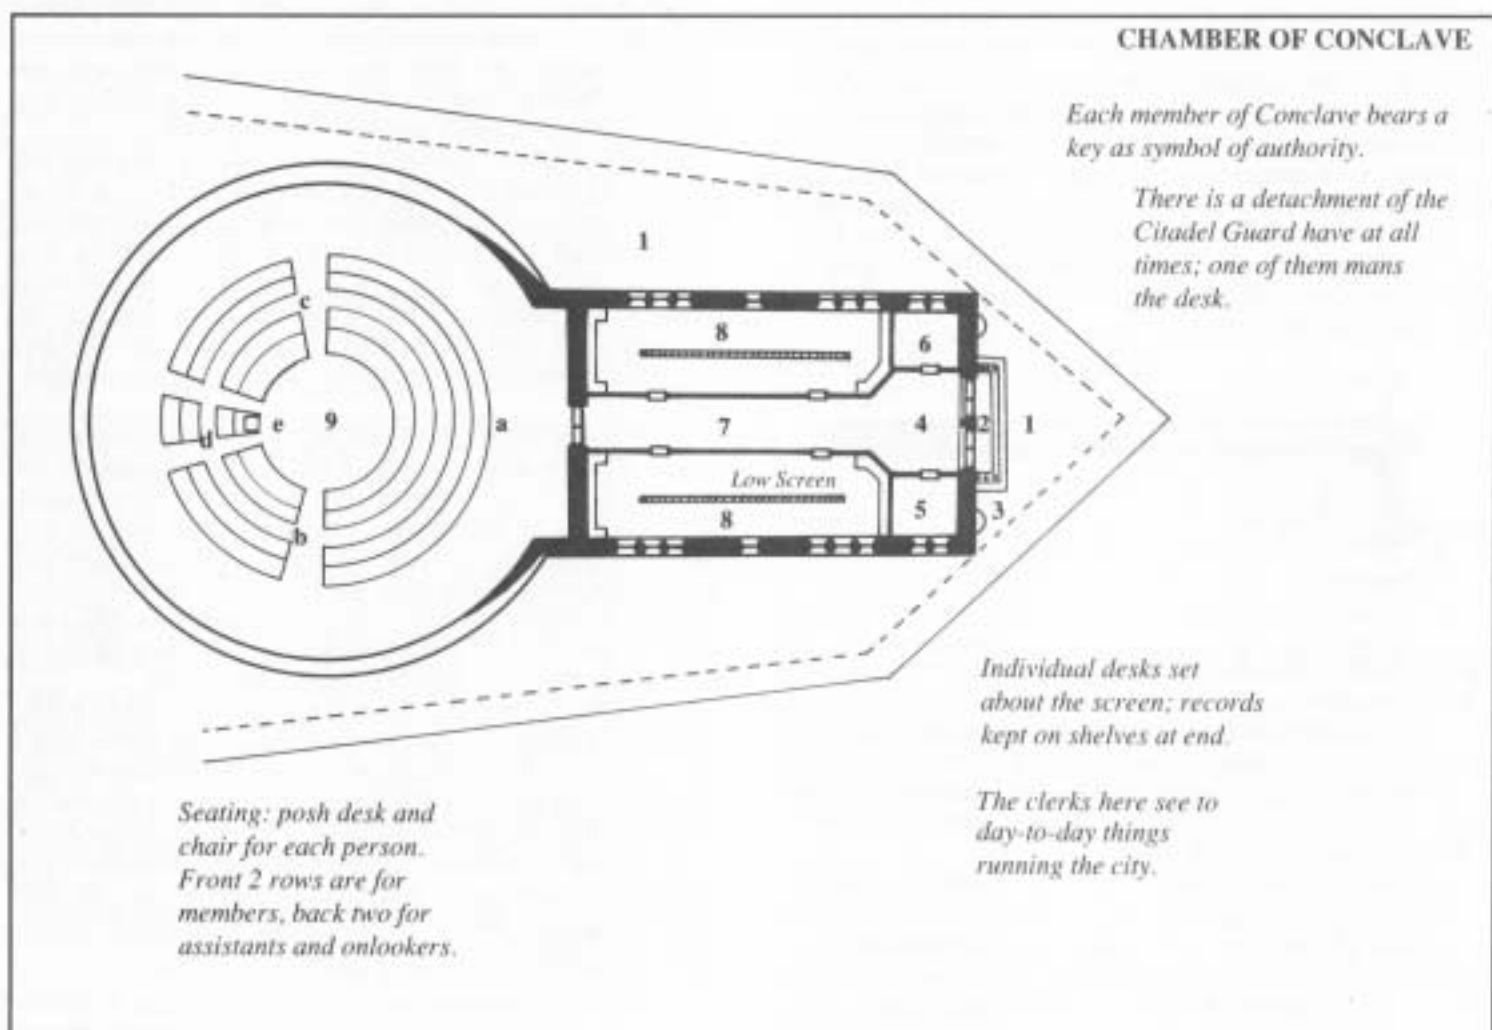 CHAMBER OF CONCLAVE
Each member of Conclave bears a
key as symbol of authority.
There is a detachment of the
Citadel Guard have at all
times; one of them mans
the desk.
1
c
8
6
d
e
9
a
7
4
2
1
Low Screen
b
8
5
3
Individual desks set
about the screen; records
kept on shelves at end.
The clerks here see to
day-to-day things
running the city.
Seating: posh desk and
chair for each person.
Front 2 rows are for
members, back two for
assistants and onlookers.